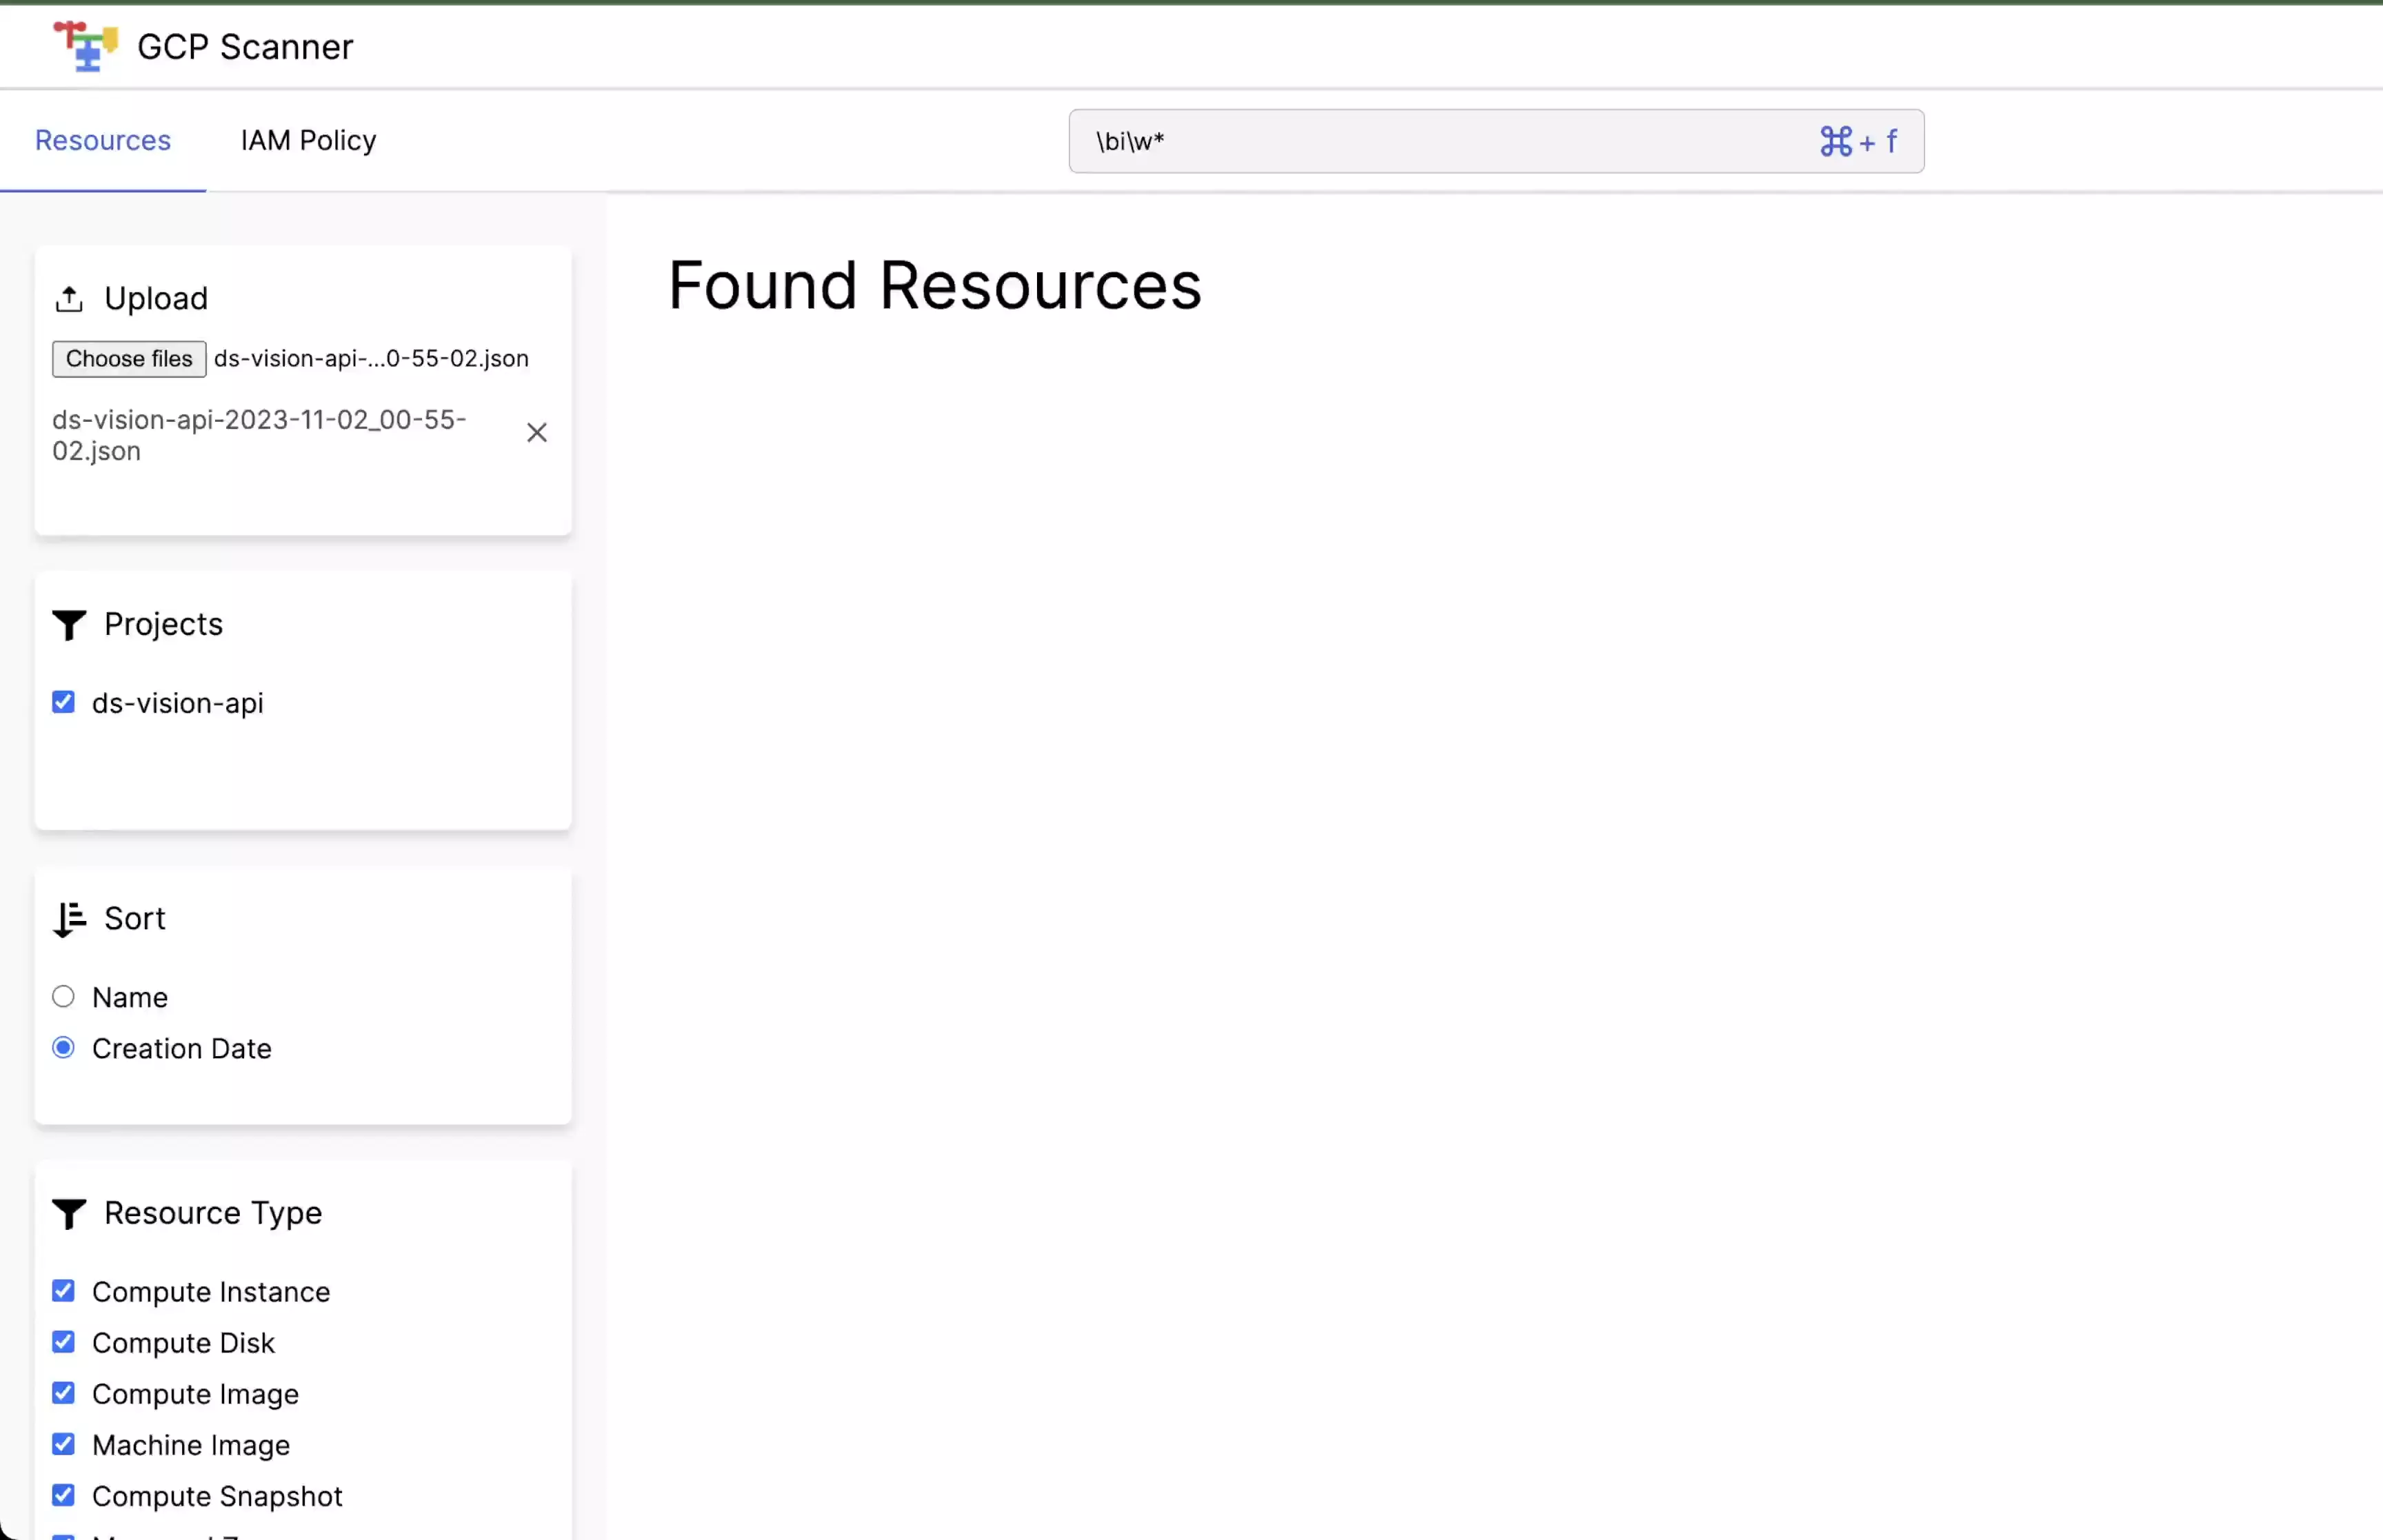 GCP Scanner
Resources
IAM Policy
\bi\w*
⌘ + f
Upload
Choose files ds-vision-api-...0-55-02.json
ds-vision-api-2023-11-02_00-55-
02.json
Projects
ds-vision-api
Sort
Name
Creation Date
Resource Type
Compute Instance
Compute Disk
Compute Image
Machine Image
Compute Snapshot
Found Resources